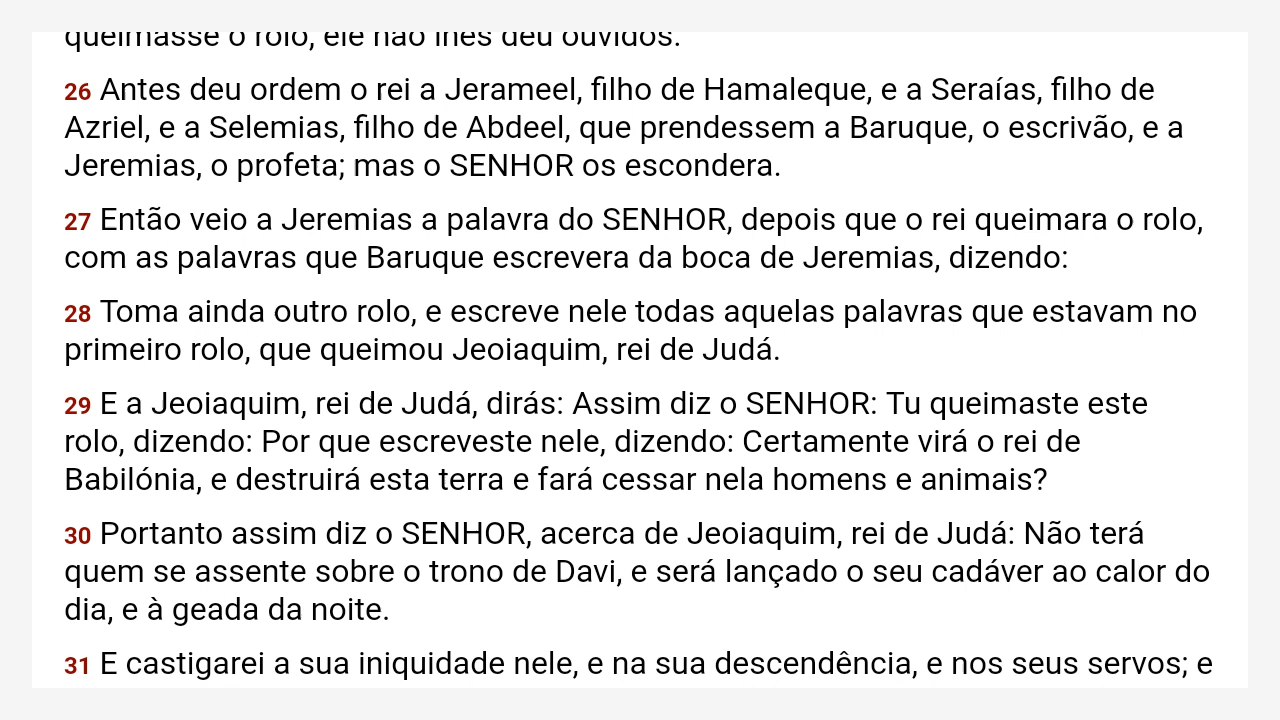 queimasse o rolo, ele não lhes deu ouvidos.
26 Antes deu ordem o rei a Jerameel, filho de Hamaleque, e a Seraías, filho de
Azriel, e a Selemias, filho de Abdeel, que prendessem a Baruque, o escrivão, e a
Jeremias, o profeta; mas o SENHOR os escondera.
27 Então veio a Jeremias a palavra do SENHOR, depois que o rei queimara o rolo,
com as palavras que Baruque escrevera da boca de Jeremias, dizendo:
28 Toma ainda outro rolo, e escreve nele todas aquelas palavras que estavam no
primeiro rolo, que queimou Jeoiaquim, rei de Judá.
29 E a Jeoiaquim, rei de Judá, dirás: Assim diz o SENHOR: Tu queimaste este
rolo, dizendo: Por que escreveste nele, dizendo: Certamente virá o rei de
Babilónia, e destruirá esta terra e fará cessar nela homens e animais?
30 Portanto assim diz o SENHOR, acerca de Jeoiaquim, rei de Judá: Não terá
quem se assente sobre o trono de Davi, e será lançado o seu cadáver ao calor do
dia, e à geada da noite.
31 E castigarei a sua iniquidade nele, e na sua descendência, e nos seus servos; e